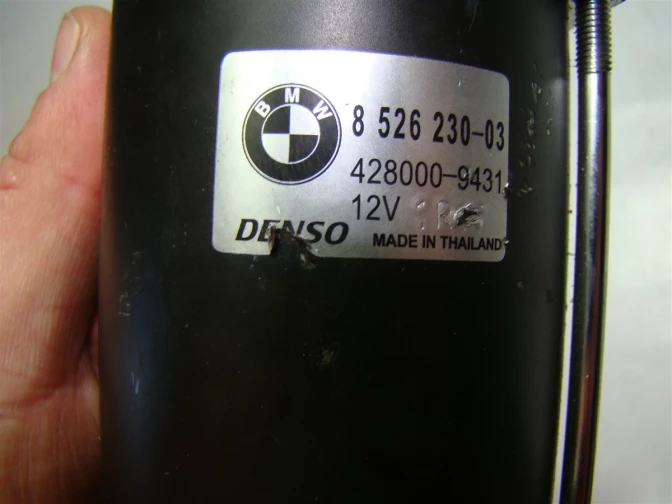 BMW
8 526 230-03
428000-9431
12V
DENSO
MADE IN THAILAND